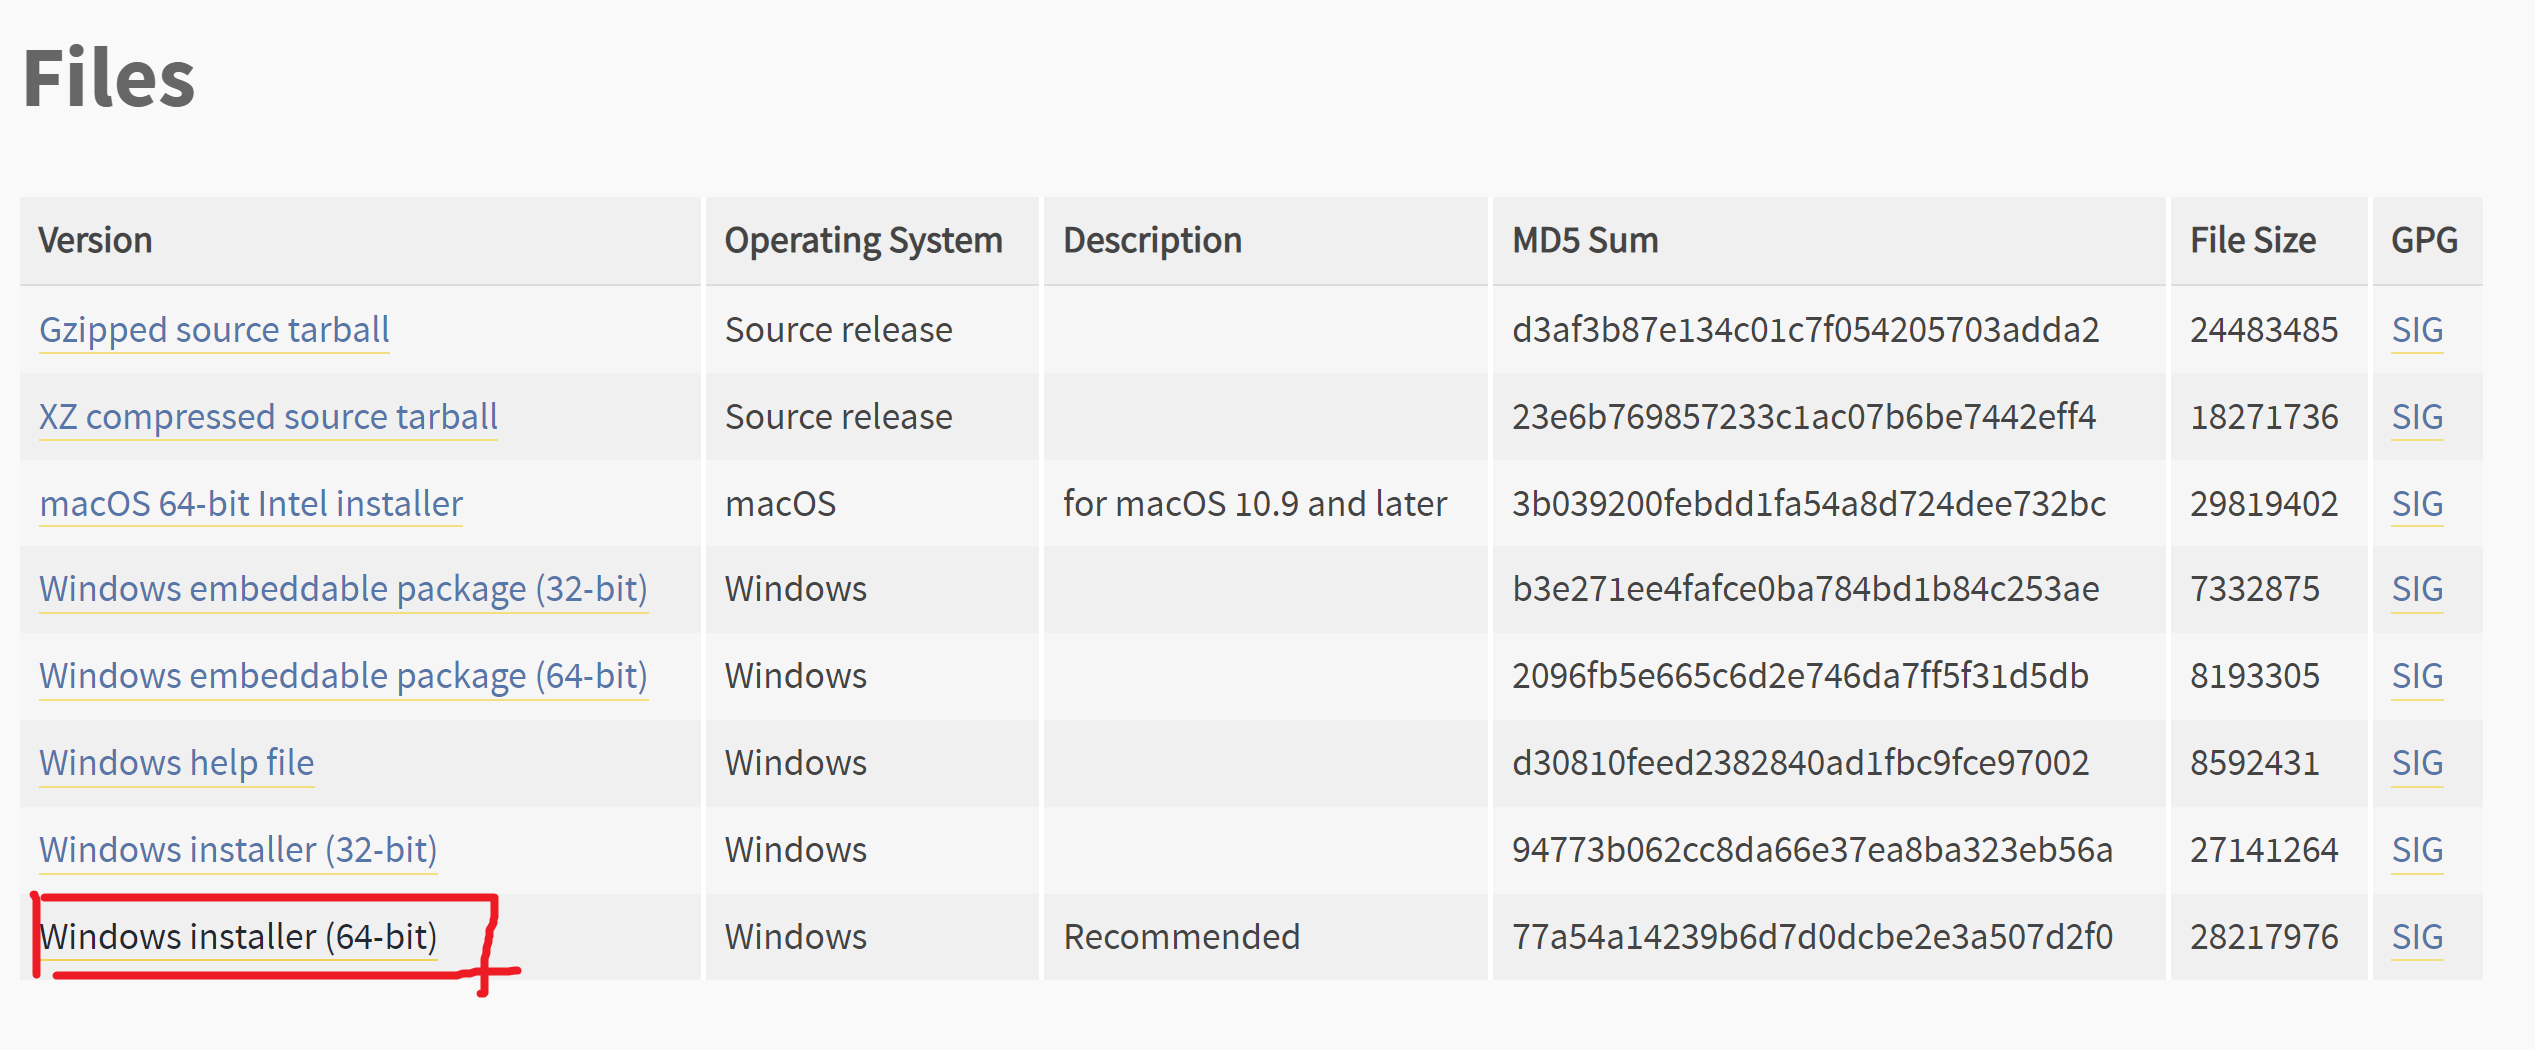 Files
Version Operating System Description MD5 Sum File Size GPG
Gzipped source tarball Source release d3af3b87e134c01c7f054205703adda2 24483485 SIG
XZ compressed source tarball Source release 23e6b769857233c1ac07b6be7442eff4 18271736 SIG
macOS 64-bit Intel installer macOS for macOS 10.9 and later 3b039200febdd1fa54a8d724dee732bc 29819402 SIG
Windows embeddable package (32-bit) Windows b3e271ee4fafce0ba784bd1b84c253ae 7332875 SIG
Windows embeddable package (64-bit) Windows 2096fb5e665c6d2e746da7ff5f31d5db 8193305 SIG
Windows help file Windows d30810feed2382840ad1fbc9fce97002 8592431 SIG
Windows installer (32-bit) Windows 94773b062cc8da66e37ea8ba323eb56a 27141264 SIG
Windows installer (64-bit) Windows Recommended 77a54a14239b6d7d0dcbe2e3a507d2f0 28217976 SIG